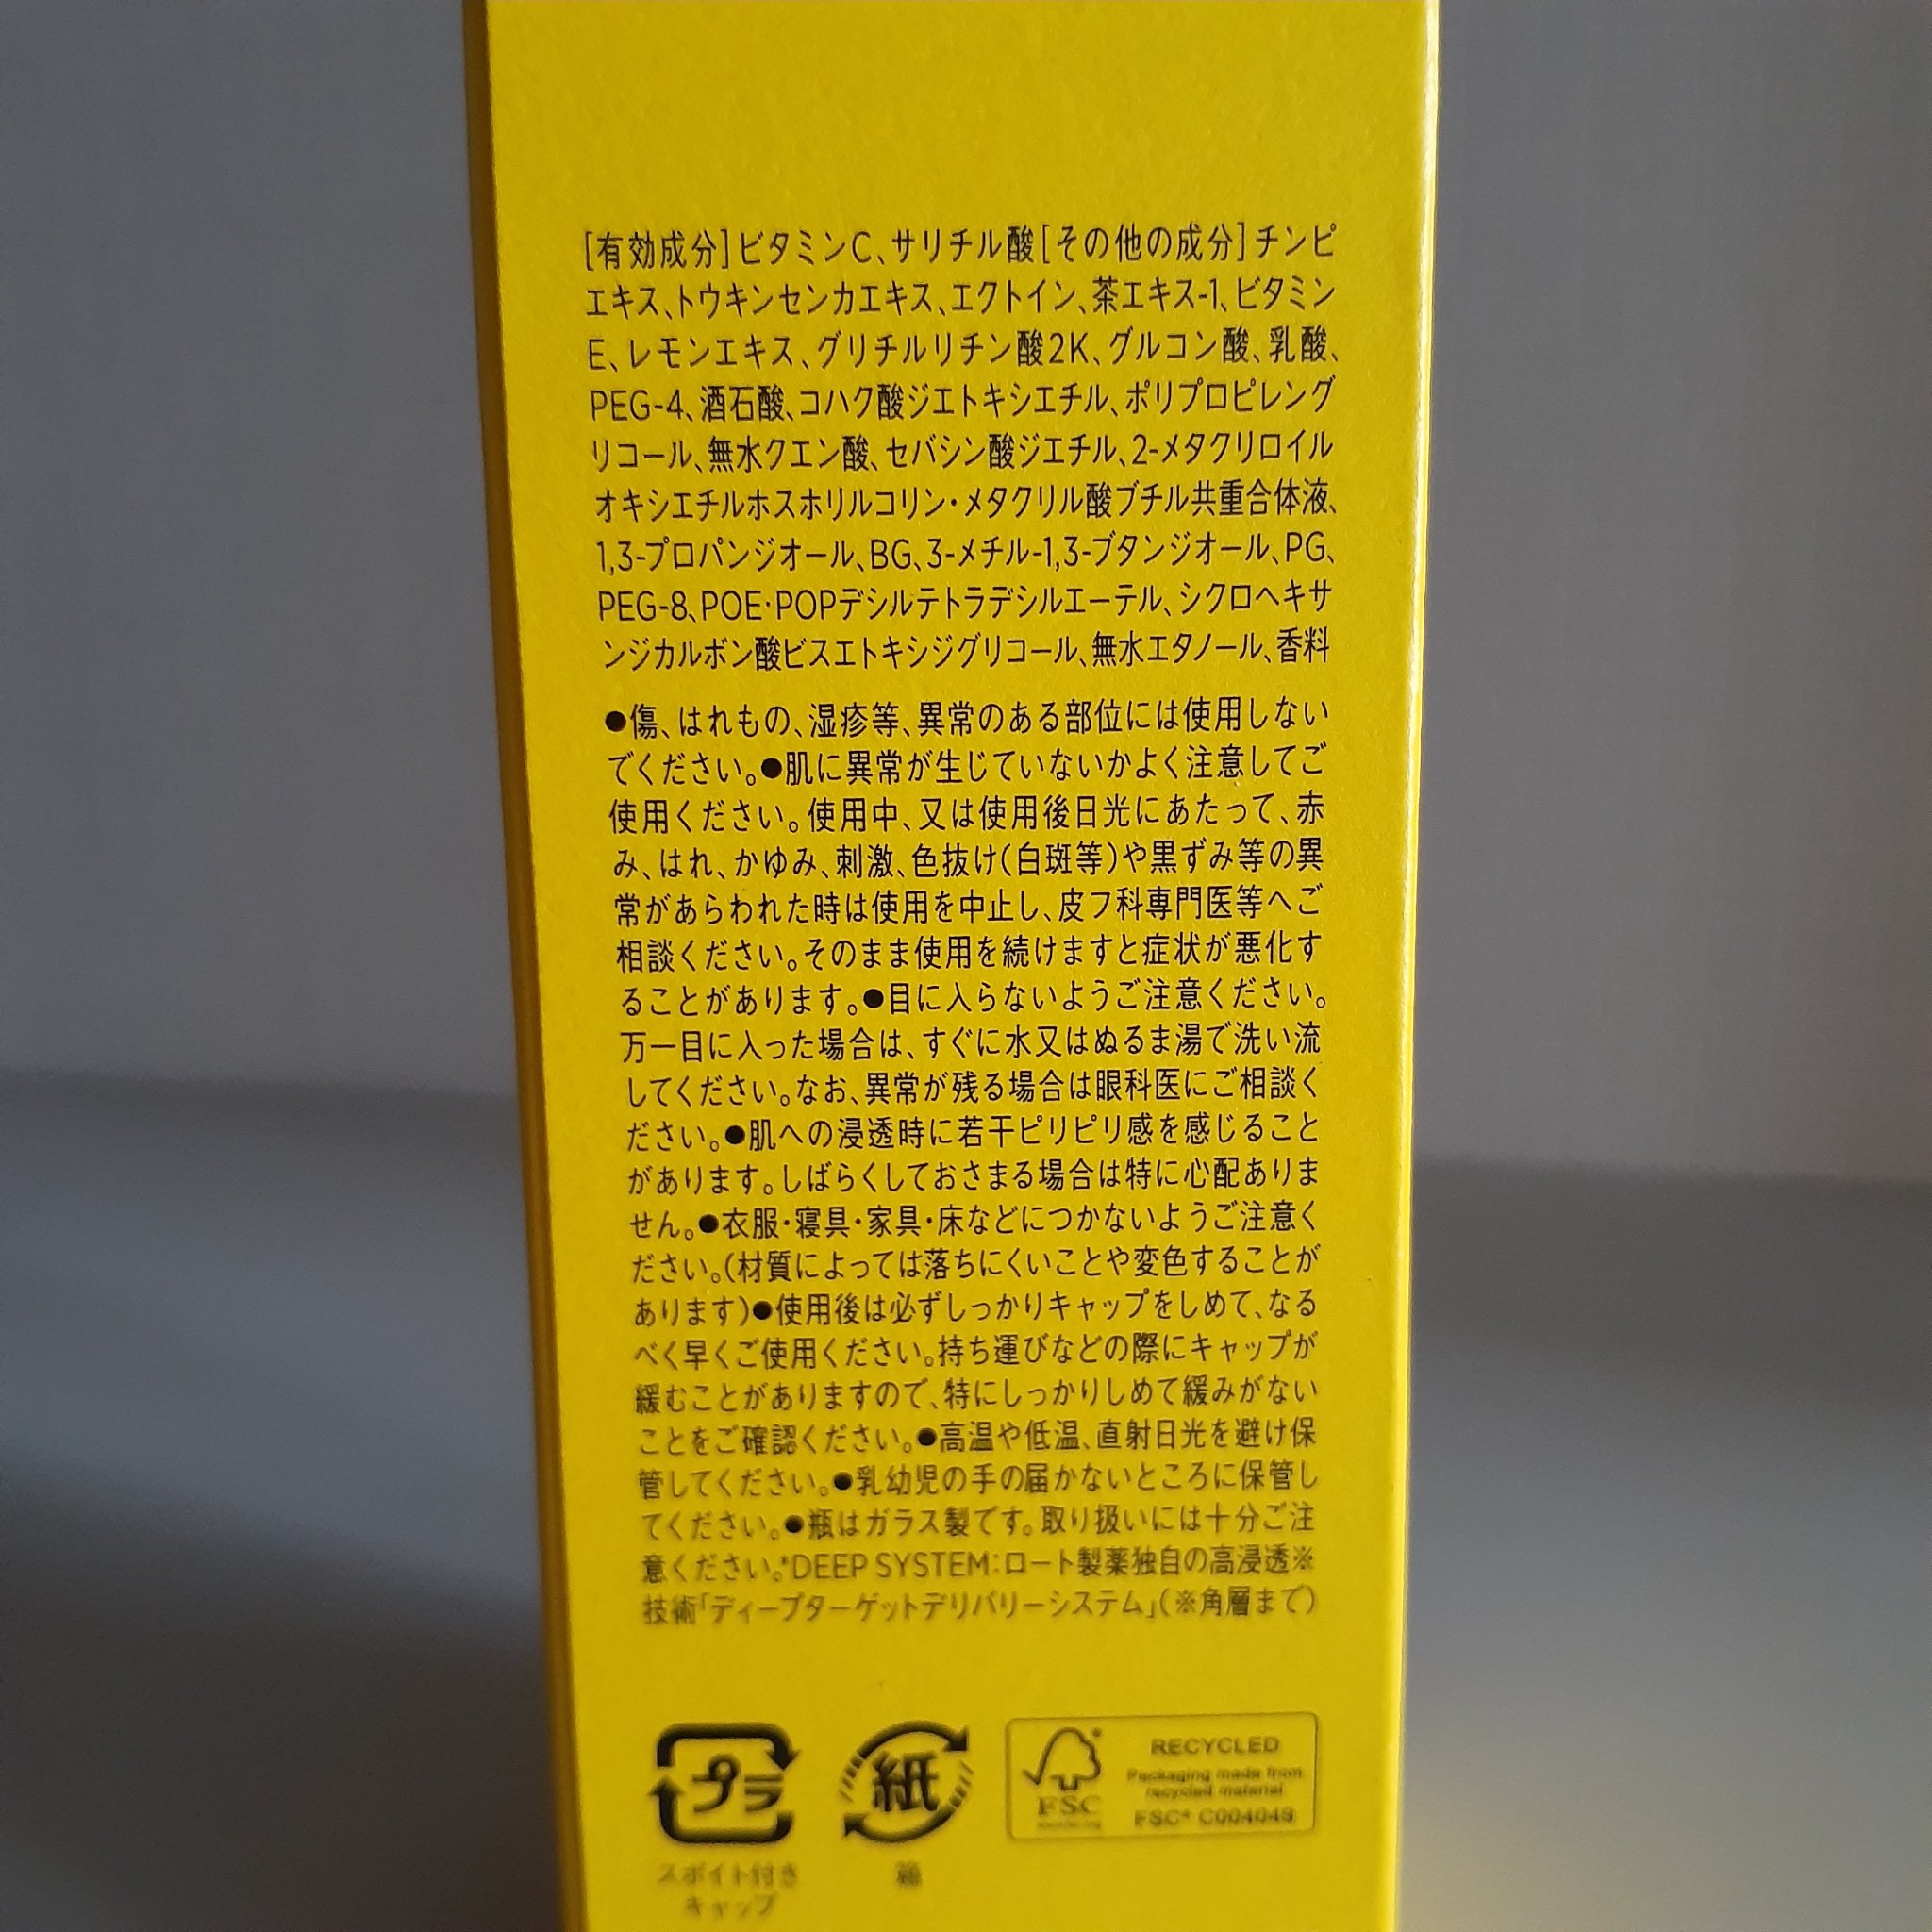 [有効成分]ビタミンC、サリチル酸[その他の成分]チンピ
エキス、トウキンセンカエキス、エクトイン、茶エキス-1、ビタミン
E、レモンエキス、グリチルリチン酸2K、グルコン酸、乳酸、
PEG-4、酒石酸、コハク酸ジエトキシエチル、ポリプロピレング
リコール、無水クエン酸、セバシン酸ジエチル、2-メタクリロイル
オキシエチルホスホリルコリン・メタクリル酸ブチル共重合体液、
1,3-プロパンジオール、BG、3-メチル-1,3-ブタンジオール、PG、
PEG-8、POE・POPデシルテトラデシルエーテル、シクロヘキサ
ンジカルボン酸ビスエトキシジグリコール、無水エタノール、香料
●傷、はれもの、湿疹等、異常のある部位には使用しない
でください。●肌に異常が生じていないかよく注意してご
使用ください。使用中、又は使用後日光にあたって、赤
み、はれ、かゆみ、刺激、色抜け(白斑等)や黒ずみ等の異
常があらわれた時は使用を中止し、皮フ科専門医等へご
相談ください。そのまま使用を続けますと症状が悪化す
ることがあります。●目に入らないようご注意ください。
万一目に入った場合は、すぐに水又はぬるま湯で洗い流
してください。なお、異常が残る場合は眼科医にご相談く
ださい。●肌への浸透時に若干ピリピリ感を感じること
があります。しばらくしておさまる場合は特に心配ありま
せん。●衣服・寝具・家具・床などにつかないようご注意く
ださい。(材質によっては落ちにくいことや変色することが
あります)●使用後は必ずしっかりキャップをしめて、なる
べく早くご使用ください。持ち運びなどの際にキャップが
緩むことがありますので、特にしっかりしめて緩みがない
ことをご確認ください。●高温や低温、直射日光を避け保
管してください。●乳幼児の手の届かないところに保管し
てください。●瓶はガラス製です。取り扱いには十分ご注
意ください。*DEEP SYSTEM:ロート製薬独自の高浸透※
技術「ディープターゲットデリバリーシステム」(※角層まで)
プラ
スポイト付き
キャップ
紙
箱
FSC
RECYCLED
Packaging made from
recycled material
FSC® C004049